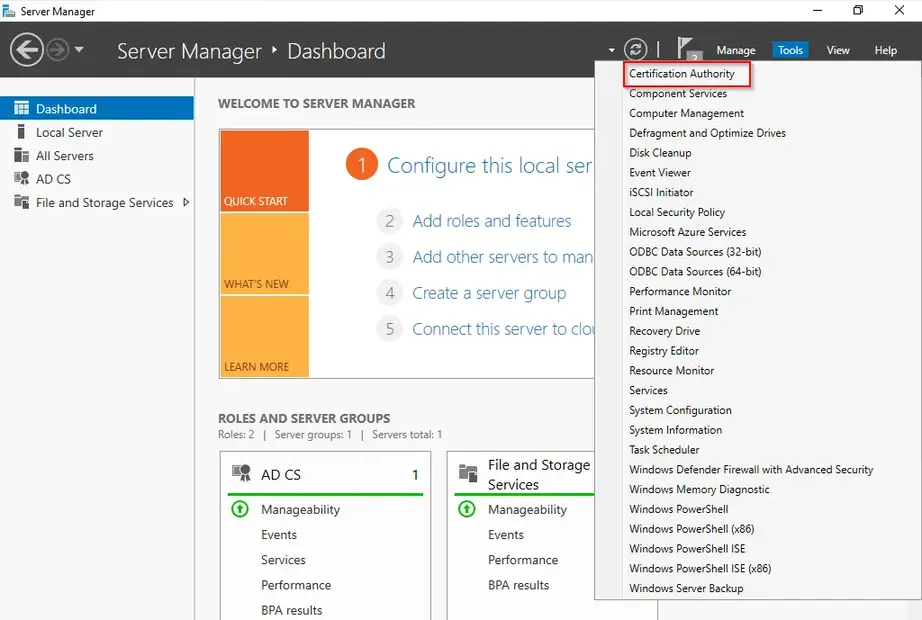 Server Manager
Server Manager • Dashboard
2
Manage
Tools
View
Help
Dashboard
Local Server
All Servers
AD CS
File and Storage Services
WELCOME TO SERVER MANAGER
QUICK START
WHAT'S NEW
LEARN MORE
1 Configure this local ser
2 Add roles and features
3 Add other servers to man
4 Create a server group
5 Connect this server to clou
ROLES AND SERVER GROUPS
Roles: 2 | Server groups: 1 | Servers total: 1
AD CS 1
Manageability
Events
Services
Performance
BPA results
File and Storage
Services
Manageability
Events
Performance
BPA results
Certification Authority
Component Services
Computer Management
Defragment and Optimize Drives
Disk Cleanup
Event Viewer
iSCSI Initiator
Local Security Policy
Microsoft Azure Services
ODBC Data Sources (32-bit)
ODBC Data Sources (64-bit)
Performance Monitor
Print Management
Recovery Drive
Registry Editor
Resource Monitor
Services
System Configuration
System Information
Task Scheduler
Windows Defender Firewall with Advanced Security
Windows Memory Diagnostic
Windows PowerShell
Windows PowerShell (x86)
Windows PowerShell ISE
Windows PowerShell ISE (x86)
Windows Server Backup